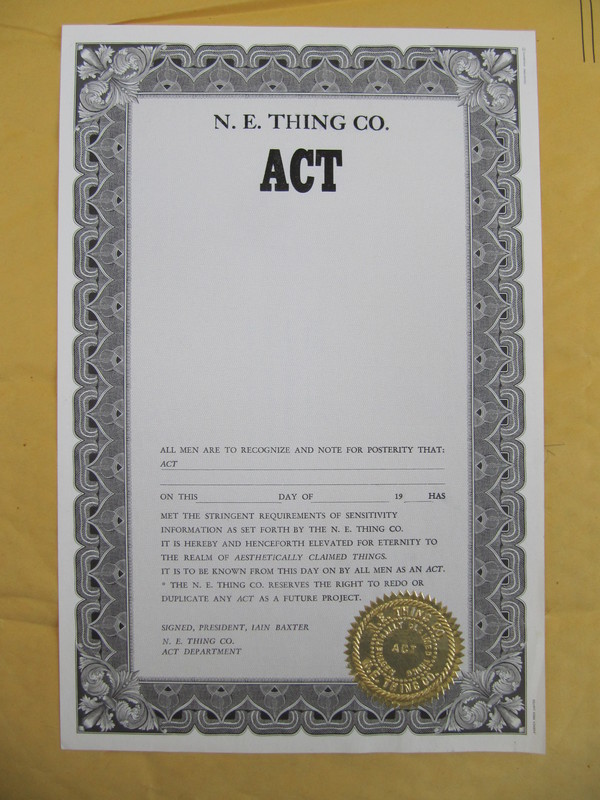 N. E. THING CO.
ACT
ALL MEN ARE TO RECOGNIZE AND NOTE FOR POSTERITY THAT:
ACT
ON THIS DAY OF 19 HAS
MET THE STRINGENT REQUIREMENTS OF SENSITIVITY
INFORMATION AS SET FORTH BY THE N. E. THING CO.
IT IS HEREBY AND HENCEFORTH ELEVATED FOR ETERNITY TO
THE REALM OF AESTHETICALLY CLAIMED THINGS.
IT IS TO BE KNOWN FROM THIS DAY ON BY ALL MEN AS AN ACT.
* THE N. E. THING CO. RESERVES THE RIGHT TO REDO OR
DUPLICATE ANY ACT AS A FUTURE PROJECT.
SIGNED, PRESIDENT, IAIN BAXTER
N. E. THING CO.
ACT DEPARTMENT
N. E. THING CO.
ACT
N. E. THING CO.